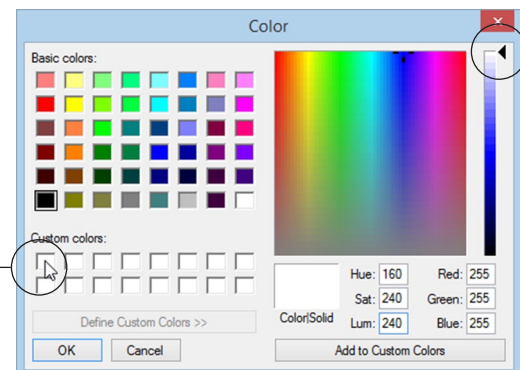 Color
x
Basic colors:
Custom colors:
Define Custom Colors >>
OK Cancel
Color|Solid
Hue: 160 Red: 255
Sat: 240 Green: 255
Lum: 240 Blue: 255
Add to Custom Colors